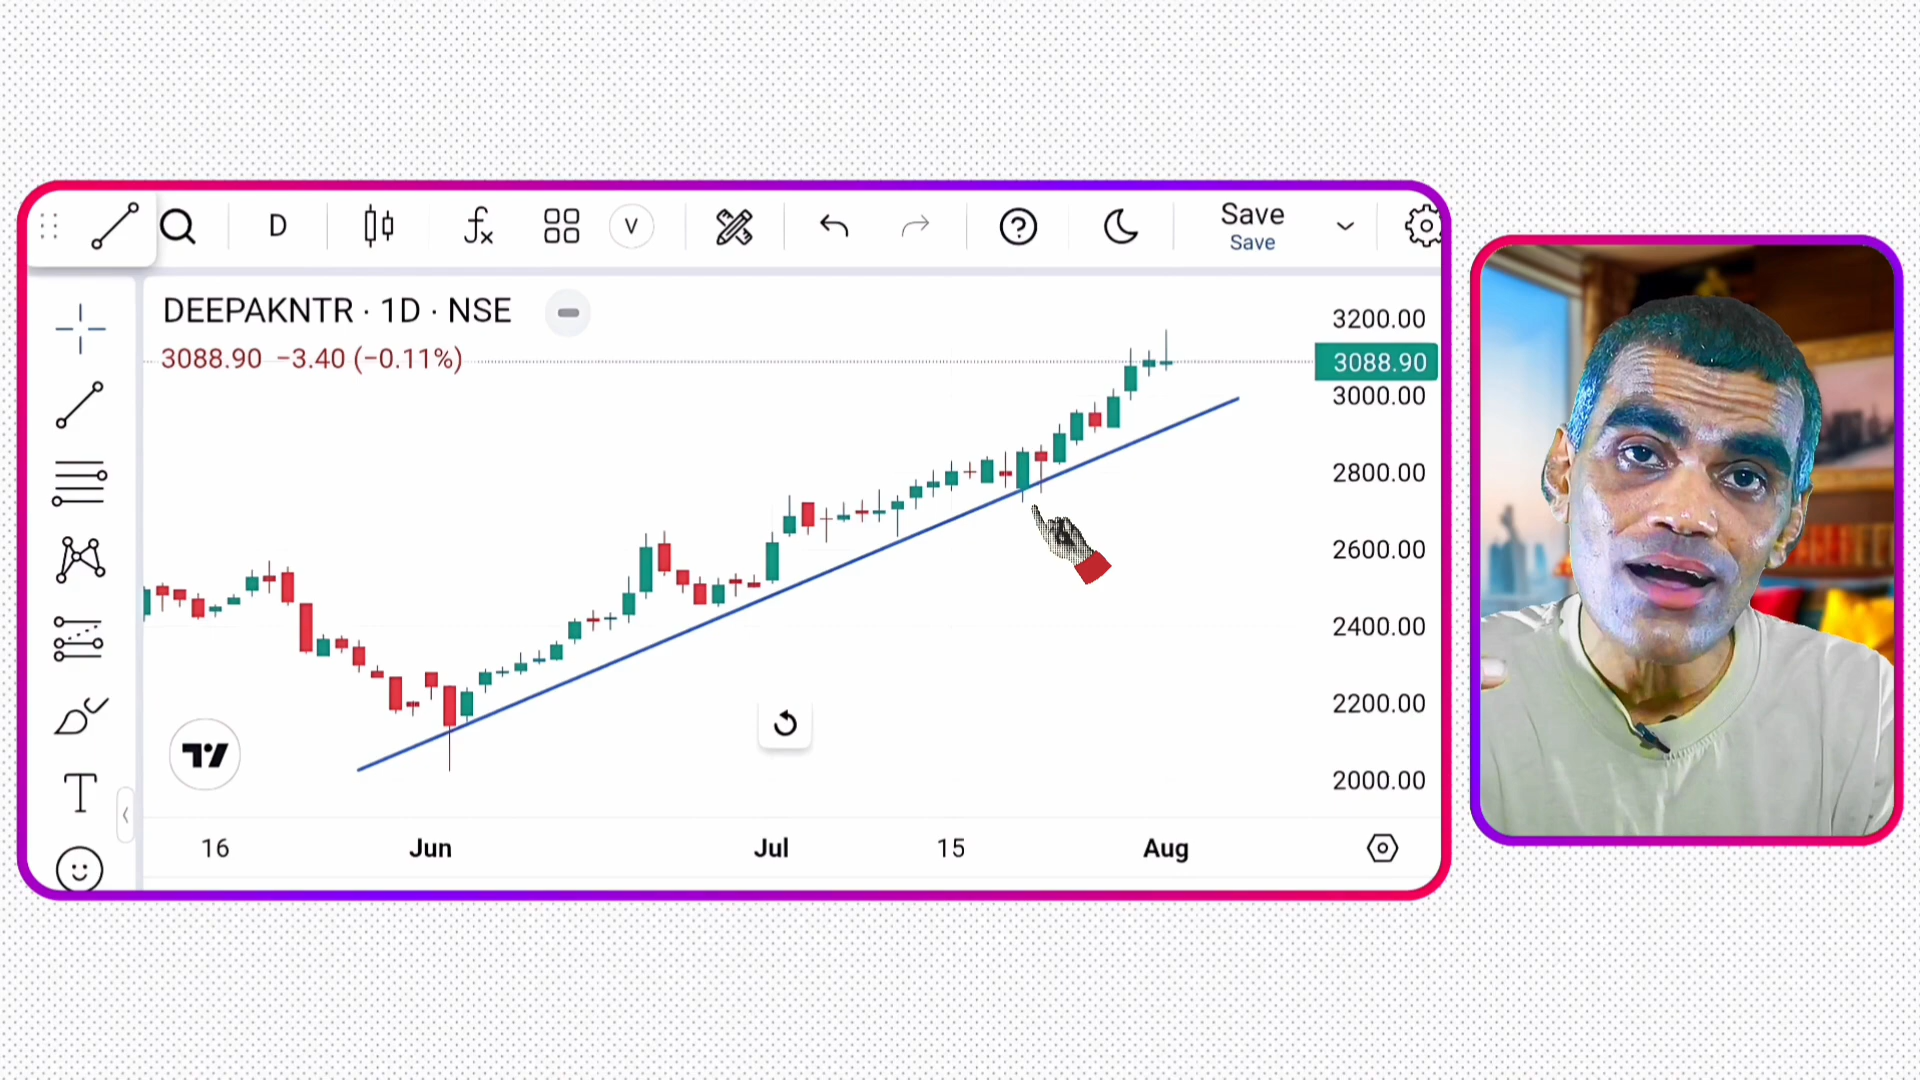 D
V
Save
Save
DEEPAKNTR · 1D · NSE
3088.90 −3.40 (−0.11%)
3200.00
3088.90
3000.00
2800.00
2600.00
2400.00
2200.00
2000.00
T
16 Jun Jul 15 Aug